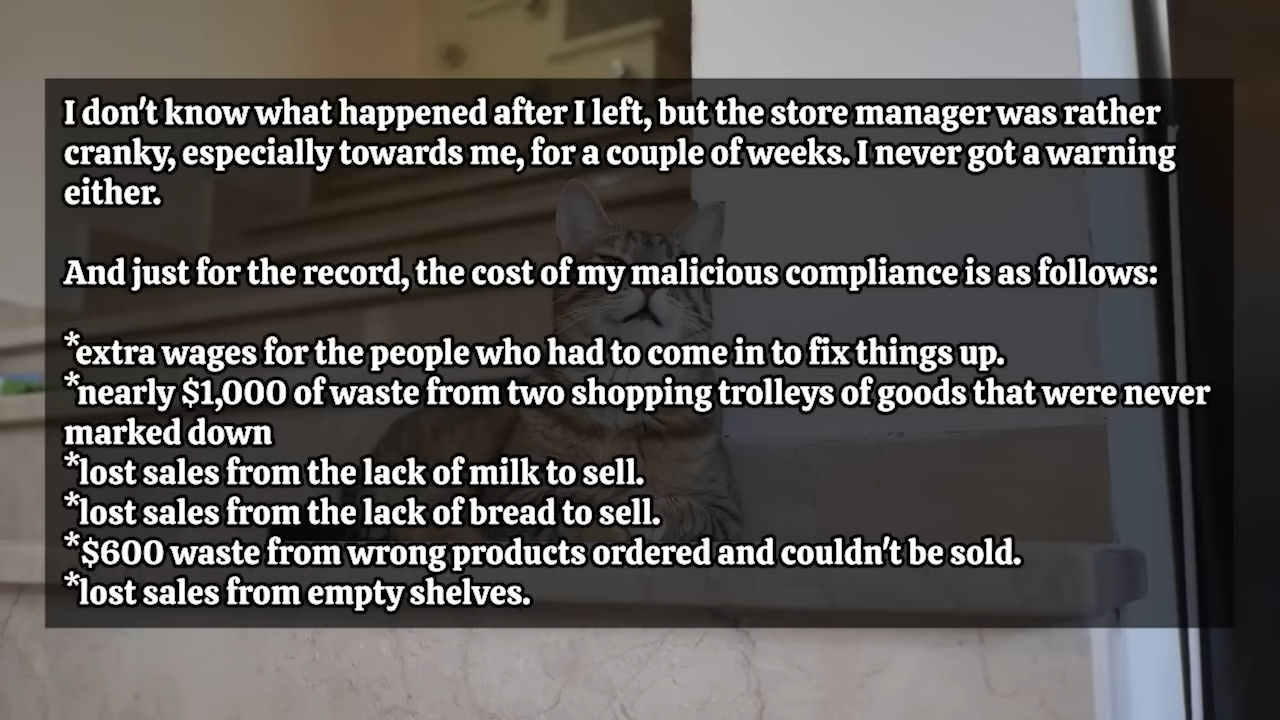 I don't know what happened after I left, but the store manager was rather
cranky, especially towards me, for a couple of weeks. I never got a warning
either.
And just for the record, the cost of my malicious compliance is as follows:
*extra wages for the people who had to come in to fix things up.
*nearly $1,000 of waste from two shopping trolleys of goods that were never
marked down
*lost sales from the lack of milk to sell.
*lost sales from the lack of bread to sell.
*$600 waste from wrong products ordered and couldn't be sold.
*lost sales from empty shelves.